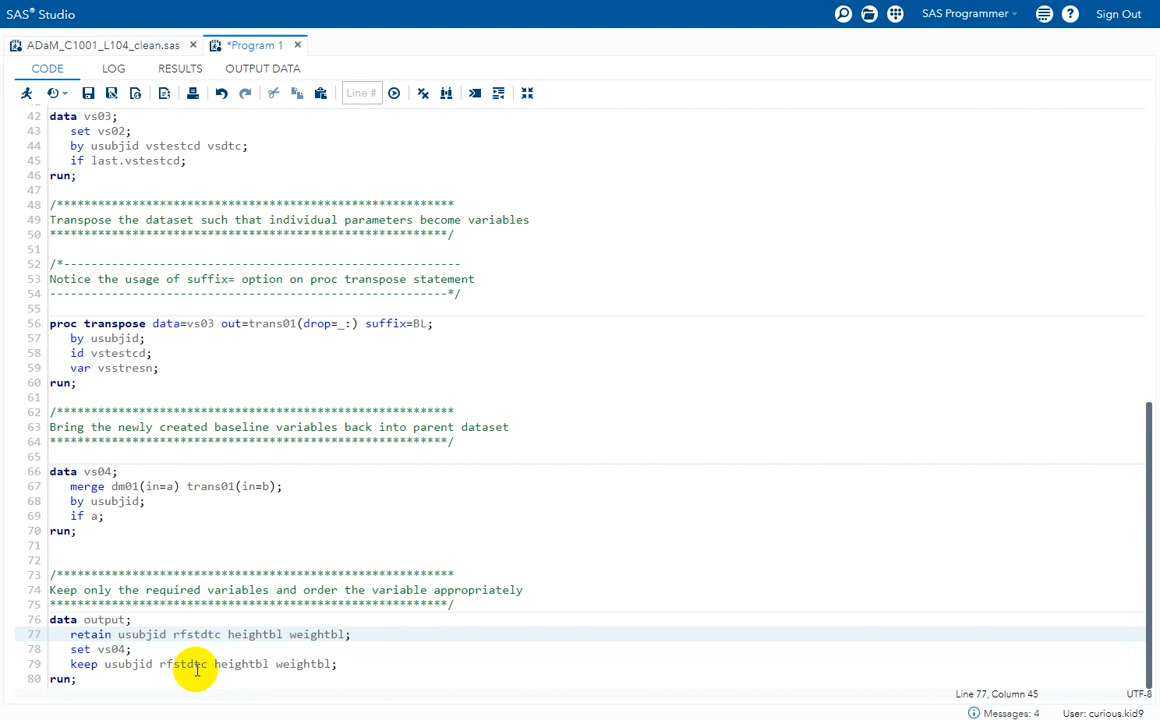 SAS® Studio
SAS Programmer
Sign Out
ADaM_C1001_L104_clean.sas
*Program 1
CODE
LOG
RESULTS
OUTPUT DATA
Line #
42 data vs03;
43 set vs02;
44 by usubjid vstestcd vsdtc;
45 if last.vstestcd;
46 run;
47
48 /**********************************************************
49 Transpose the dataset such that individual parameters become variables
50 **********************************************************/
51
52 /*----------------------------------------------------------
53 Notice the usage of suffix= option on proc transpose statement
54 ----------------------------------------------------------*/
55
56 proc transpose data=vs03 out=trans01(drop=_:) suffix=BL;
57 by usubjid;
58 id vstestcd;
59 var vsstresn;
60 run;
61
62 /**********************************************************
63 Bring the newly created baseline variables back into parent dataset
64 **********************************************************/
65
66 data vs04;
67 merge dm01(in=a) trans01(in=b);
68 by usubjid;
69 if a;
70 run;
71
72
73 /**********************************************************
74 Keep only the required variables and order the variable appropriately
75 **********************************************************/
76 data output;
77 retain usubjid rfstdtc heightbl weightbl;
78 set vs04;
79 keep usubjid rfstdtc heightbl weightbl;
80 run;
Line 77, Column 45
UTF-8
Messages: 4
User: curious.kid9